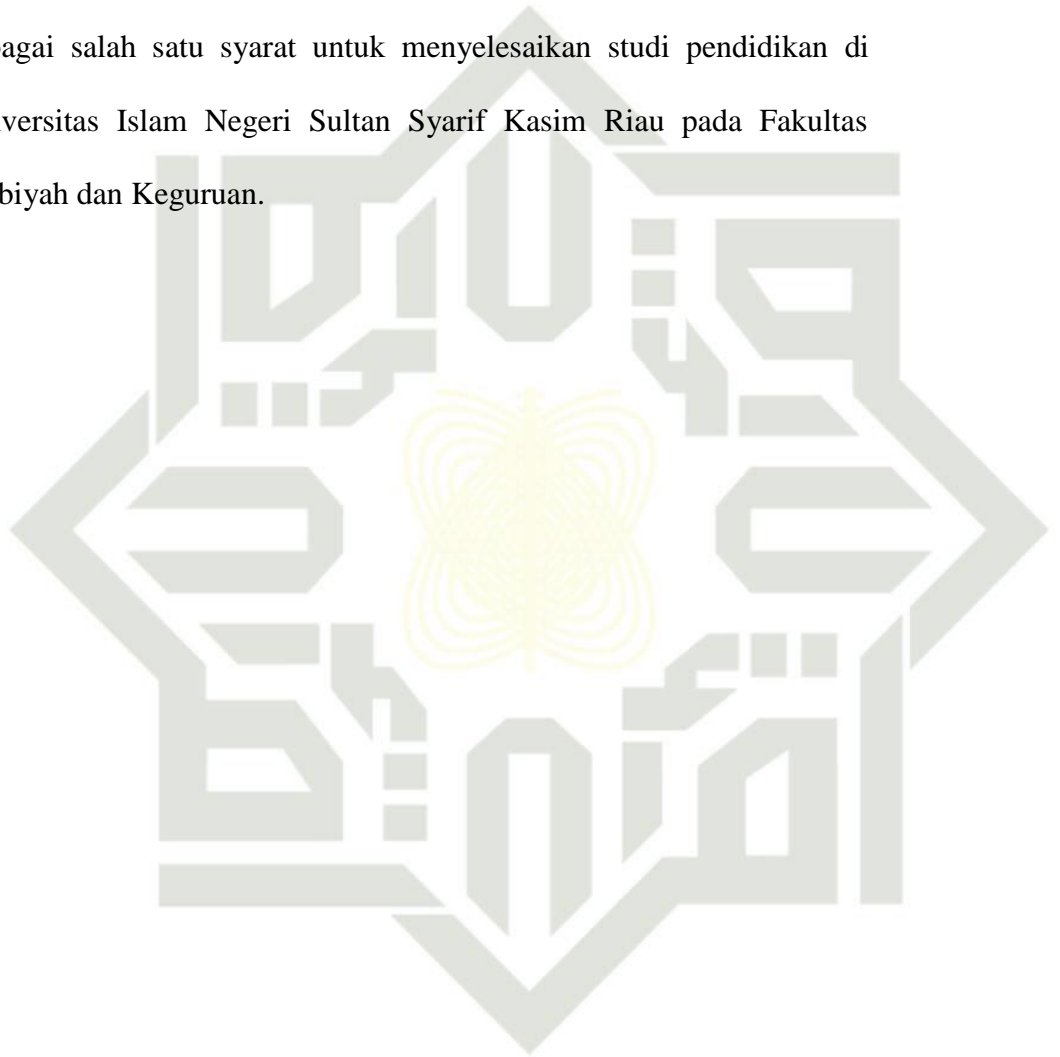 bagai salah satu syarat untuk menyelesaikan studi pendidikan di
iversitas Islam Negeri Sultan Syarif Kasim Riau pada Fakultas
biyah dan Keguruan.